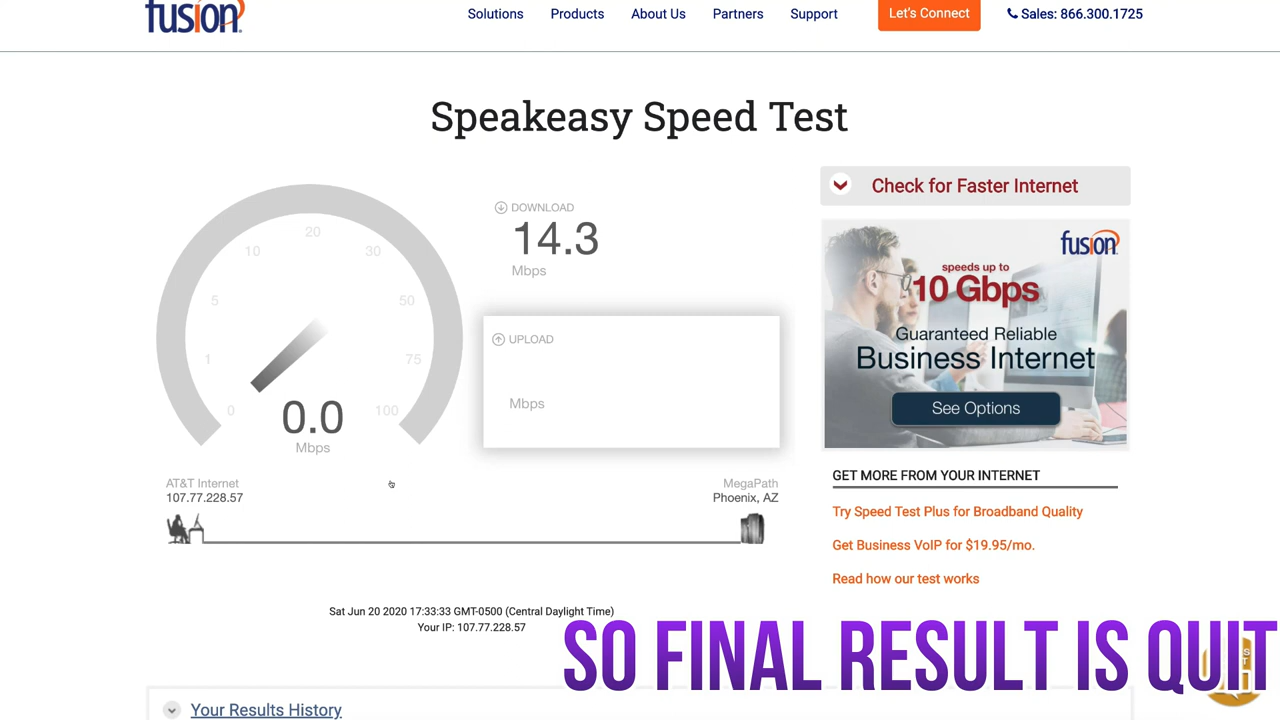 fusion
Solutions
Products
About Us
Partners
Support
Let's Connect
Sales: 866.300.1725
Speakeasy Speed Test
0
1
5
10
20
30
50
75
100
0.0
Mbps
DOWNLOAD
14.3
Mbps
UPLOAD
Mbps
AT&T Internet
107.77.228.57
MegaPath
Phoenix, AZ
Sat Jun 20 2020 17:33:33 GMT-0500 (Central Daylight Time)
Your IP: 107.77.228.57
Check for Faster Internet
fusion
speeds up to
10 Gbps
Guaranteed Reliable
Business Internet
See Options
GET MORE FROM YOUR INTERNET
Try Speed Test Plus for Broadband Quality
Get Business VoIP for $19.95/mo.
Read how our test works
SO FINAL RESULT IS QUIT
Your Results History